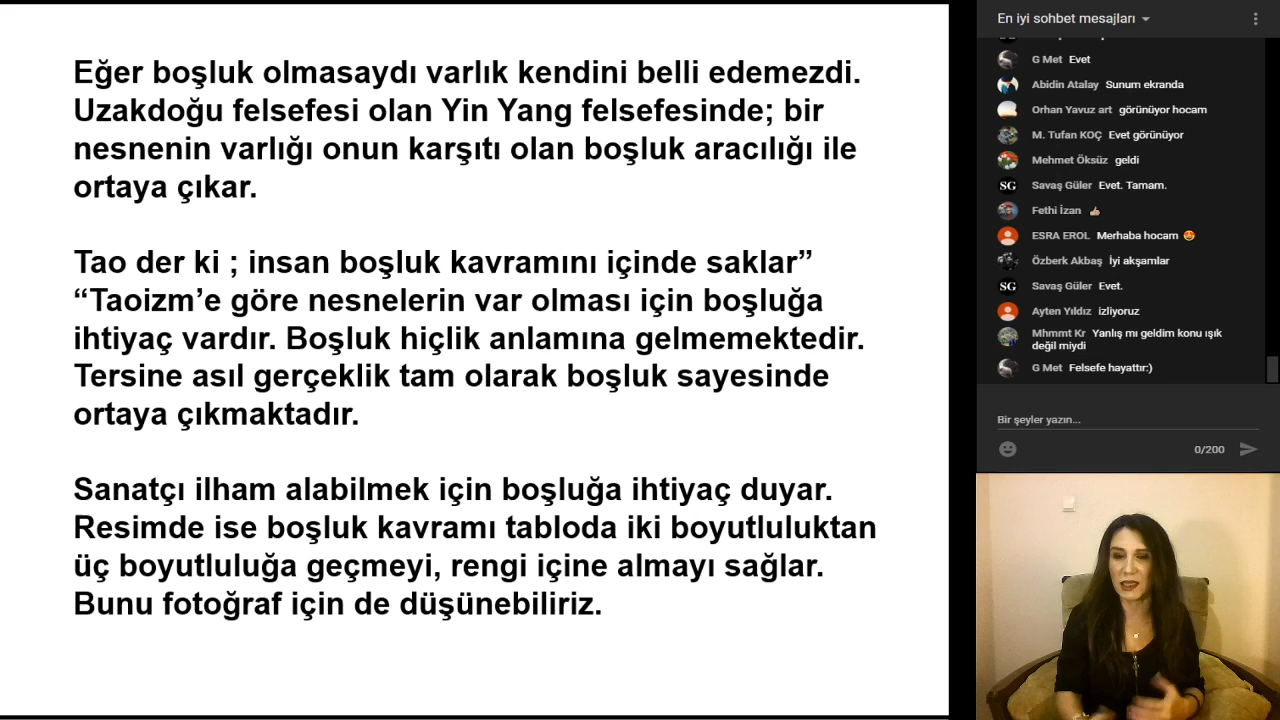 Eğer boşluk olmasaydı varlık kendini belli edemezdi.
Uzakdoğu felsefesi olan Yin Yang felsefesinde; bir
nesnenin varlığı onun karşıtı olan boşluk aracılığı ile
ortaya çıkar.
Tao der ki ; insan boşluk kavramını içinde saklar”
“Taoizm’e göre nesnelerin var olması için boşluğa
ihtiyaç vardır. Boşluk hiçlik anlamına gelmemektedir.
Tersine asıl gerçeklik tam olarak boşluk sayesinde
ortaya çıkmaktadır.
Sanatçı ilham alabilmek için boşluğa ihtiyaç duyar.
Resimde ise boşluk kavramı tabloda iki boyutluluktan
üç boyutluluğa geçmeyi, rengi içine almayı sağlar.
Bunu fotoğraf için de düşünebiliriz.
En iyi sohbet mesajları
G Met Evet
Abidin Atalay Sunum ekranda
Orhan Yavuz art görünüyor hocam
M. Tufan KOÇ Evet görünüyor
Mehmet Öksüz geldi
SG Savaş Güler Evet. Tamam.
Fethi İzan 👍🏼
ESRA EROL Merhaba hocam 😍
Özberk Akbaş İyi akşamlar
SG Savaş Güler Evet.
Ayten Yıldız izliyoruz
Mhmmt Kr Yanlış mı geldim konu ışık
değil miydi
G Met Felsefe hayattır:)
Bir şeyler yazın...
0/200